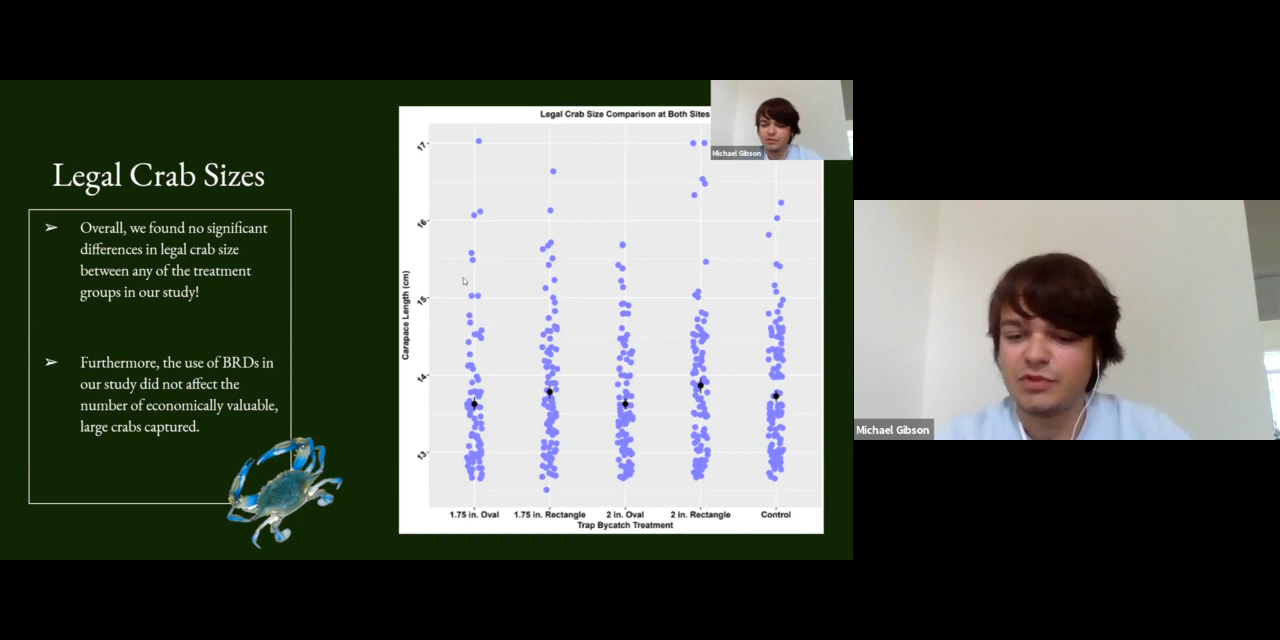 Legal Crab Sizes
➢ Overall, we found no significant
differences in legal crab size
between any of the treatment
groups in our study!
➢ Furthermore, the use of BRDs in
our study did not affect the
number of economically valuable,
large crabs captured.
Legal Crab Size Comparison at Both Sites
Carapace Length (cm)
17
16
15
14
13
1.75 in. Oval 1.75 in. Rectangle 2 in. Oval 2 in. Rectangle Control
Trap Bycatch Treatment
Michael Gibson
Michael Gibson